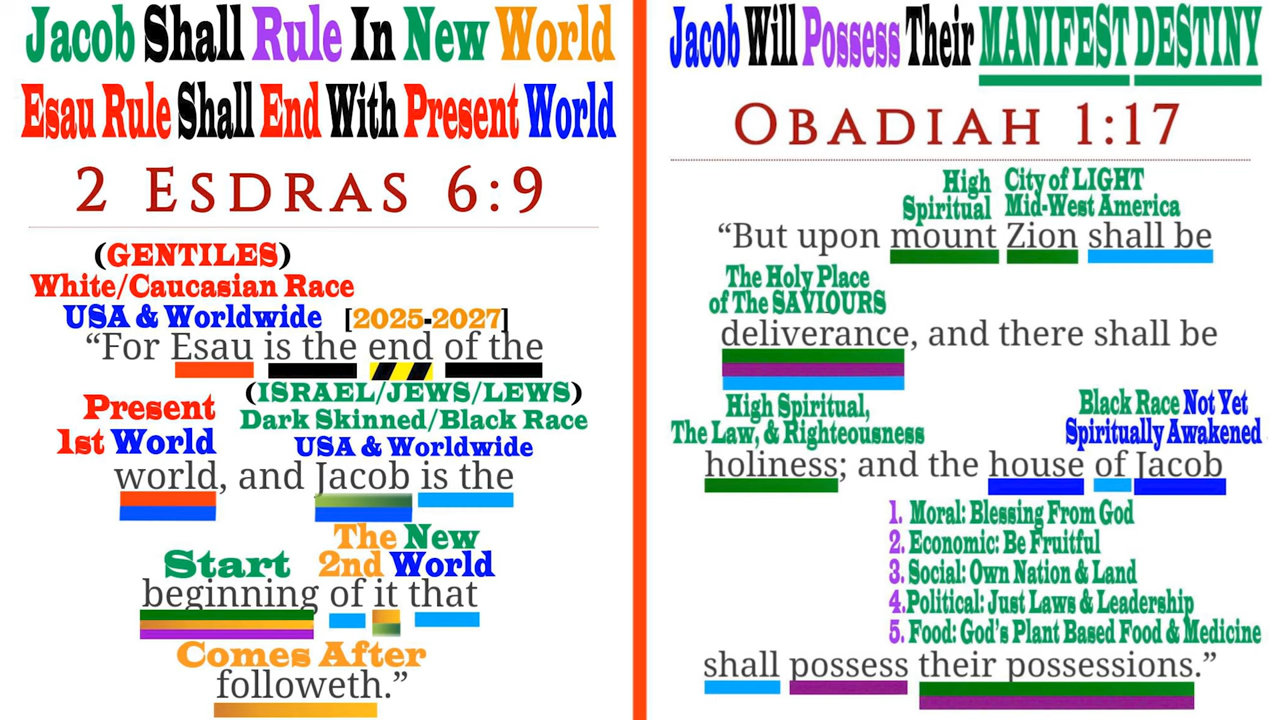 Jacob Shall Rule In New World
Esau Rule Shall End With Present World
2 ESDRAS 6:9
(GENTILES)
White/Caucasian Race
USA & Worldwide [2025-2027]
“For Esau is the end of the
(ISRAEL/JEWS/LEWS)
Present Dark Skinned/Black Race
1st World USA & Worldwide
world, and Jacob is the
The New
Start 2nd World
beginning of it that
Comes After
followeth.”
Jacob Will Possess Their MANIFEST DESTINY
OBADIAH 1:17
High City of LIGHT
Spiritual Mid-West America
“But upon mount Zion shall be
The Holy Place
of The SAVIOURS
deliverance, and there shall be
High Spiritual, Black Race Not Yet
The Law, & Righteousness Spiritually Awakened
holiness; and the house of Jacob
1. Moral: Blessing From God
2. Economic: Be Fruitful
3. Social: Own Nation & Land
4. Political: Just Laws & Leadership
5. Food: God's Plant Based Food & Medicine
shall possess their possessions.”